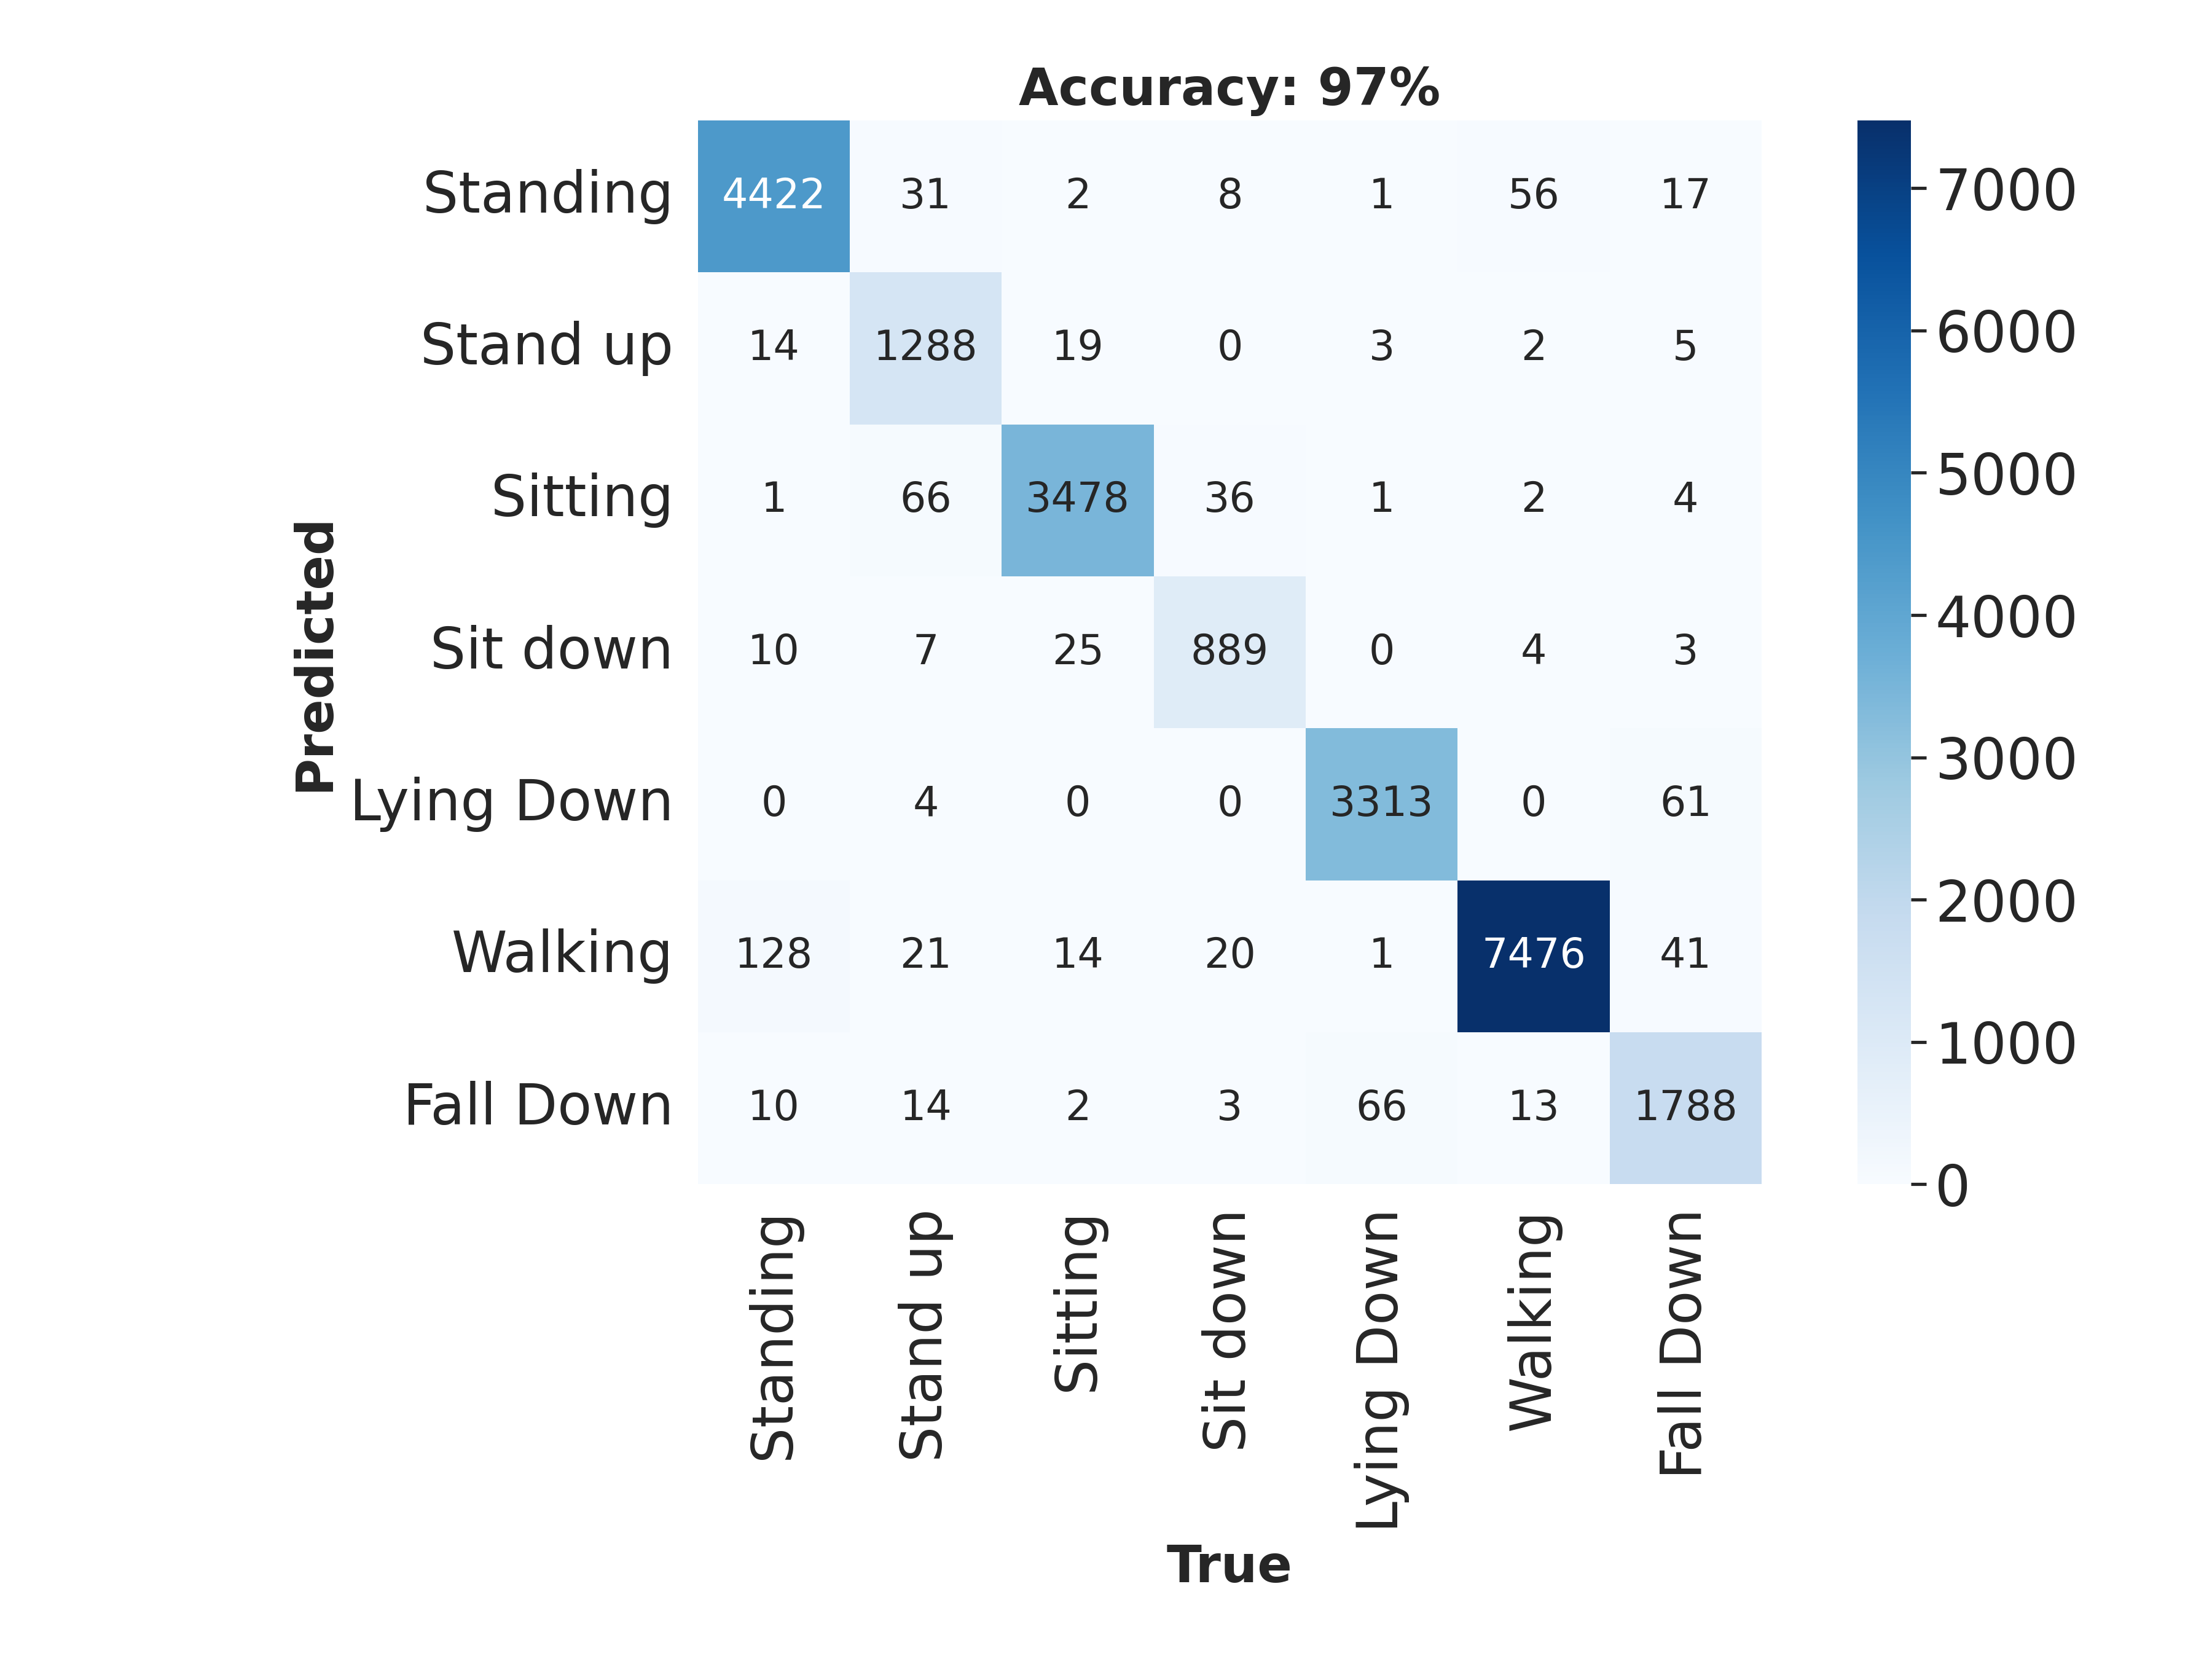 Accuracy: 97%
Predicted
Standing 4422 31 2 8 1 56 17
Stand up 14 1288 19 0 3 2 5
Sitting 1 66 3478 36 1 2 4
Sit down 10 7 25 889 0 4 3
Lying Down 0 4 0 0 3313 0 61
Walking 128 21 14 20 1 7476 41
Fall Down 10 14 2 3 66 13 1788
Standing Stand up Sitting Sit down Lying Down Walking Fall Down
True
7000
6000
5000
4000
3000
2000
1000
0